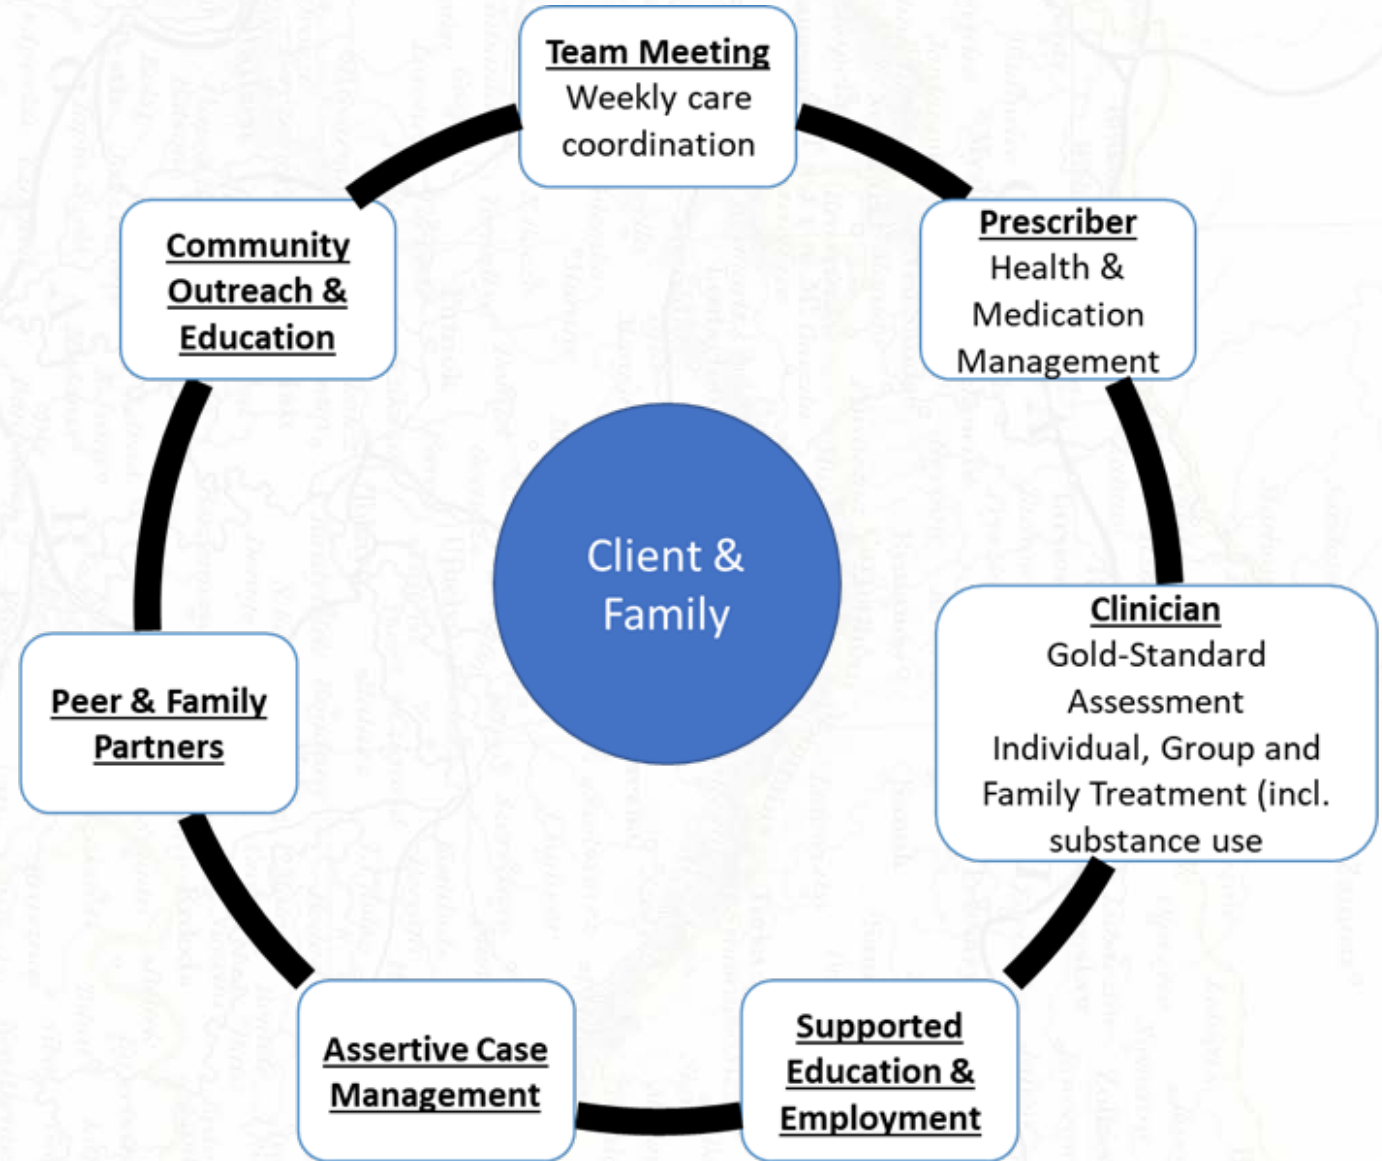 Team Meeting
Weekly care
coordination
Prescriber
Health &
Medication
Management
Clinician
Gold-Standard
Assessment
Individual, Group and
Family Treatment (incl.
substance use
Supported
Education &
Employment
Assertive Case
Management
Peer & Family
Partners
Community
Outreach &
Education
Client &
Family